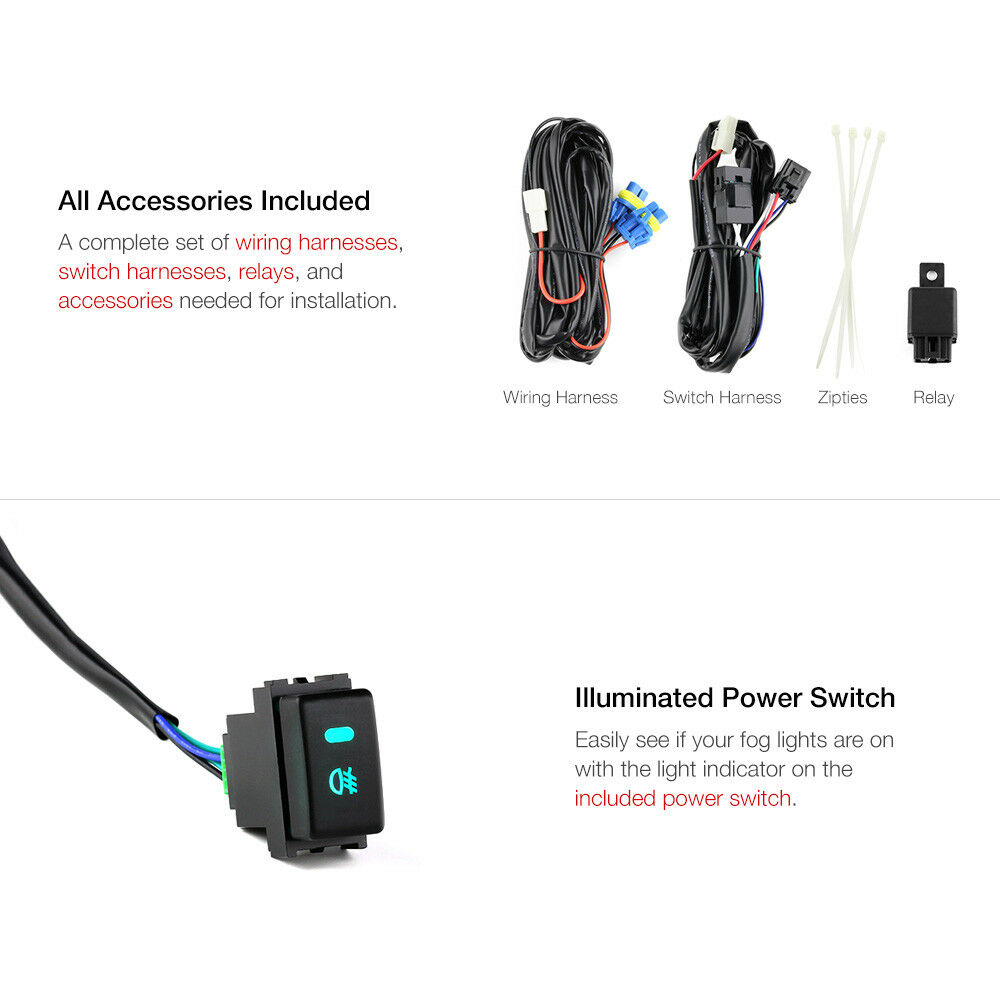 All Accessories Included
A complete set of wiring harnesses,
switch harnesses, relays, and
accessories needed for installation.
Wiring Harness
Switch Harness
Zipties
Relay
Illuminated Power Switch
Easily see if your fog lights are on
with the light indicator on the
included power switch.